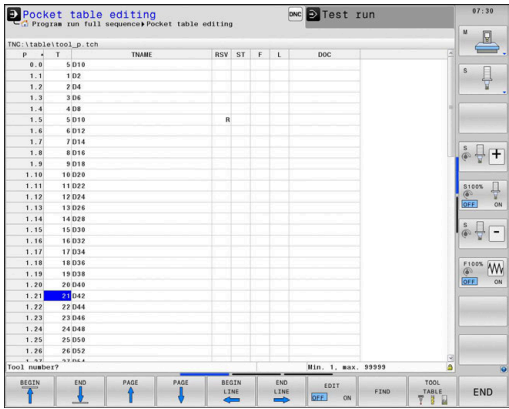 Pocket table editing
DNC
Test run
07:30
Program run full sequence▸Pocket table editing
TNC:\table\tool_p.tch
P T TNAME RSV ST F L DOC
0.0 5 D10
1.1 1 D2
1.2 2 D4
1.3 3 D6
1.4 4 D8
1.5 5 D10 R
1.6 6 D12
1.7 7 D14
1.8 8 D16
1.9 9 D18
1.10 10 D20
1.11 11 D22
1.12 12 D24
1.13 13 D26
1.14 14 D28
1.15 15 D30
1.16 16 D32
1.17 17 D34
1.18 18 D36
1.19 19 D38
1.20 20 D40
1.21 21 D42
1.22 22 D44
1.23 23 D46
1.24 24 D48
1.25 25 D50
1.26 26 D52
1.27 27 D54
Tool number?
Min. 1, max. 99999
M
S
S
S100%
OFF ON
S
F100%
OFF ON
BEGIN
END
PAGE
PAGE
BEGIN LINE
END LINE
EDIT
OFF ON
FIND
TOOL TABLE
END